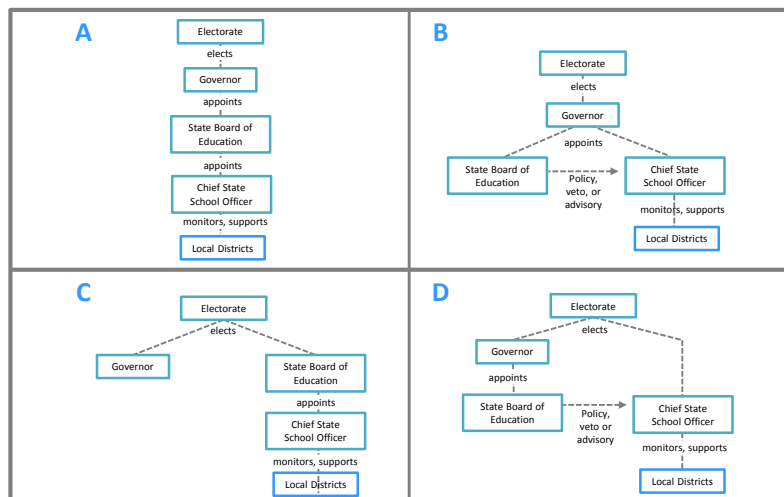 A
Electorate
elects
Governor
appoints
State Board of
Education
appoints
Chief State
School Officer
monitors, supports
Local Districts
B
Electorate
elects
Governor
appoints
State Board of
Education
Policy,
veto, or
advisory
Chief State
School Officer
monitors, supports
Local Districts
C
Electorate
elects
Governor
State Board of
Education
appoints
Chief State
School Officer
monitors, supports
Local Districts
D
Electorate
elects
Governor
appoints
State Board of
Education
Policy,
veto or
advisory
Chief State
School Officer
monitors, supports
Local Districts